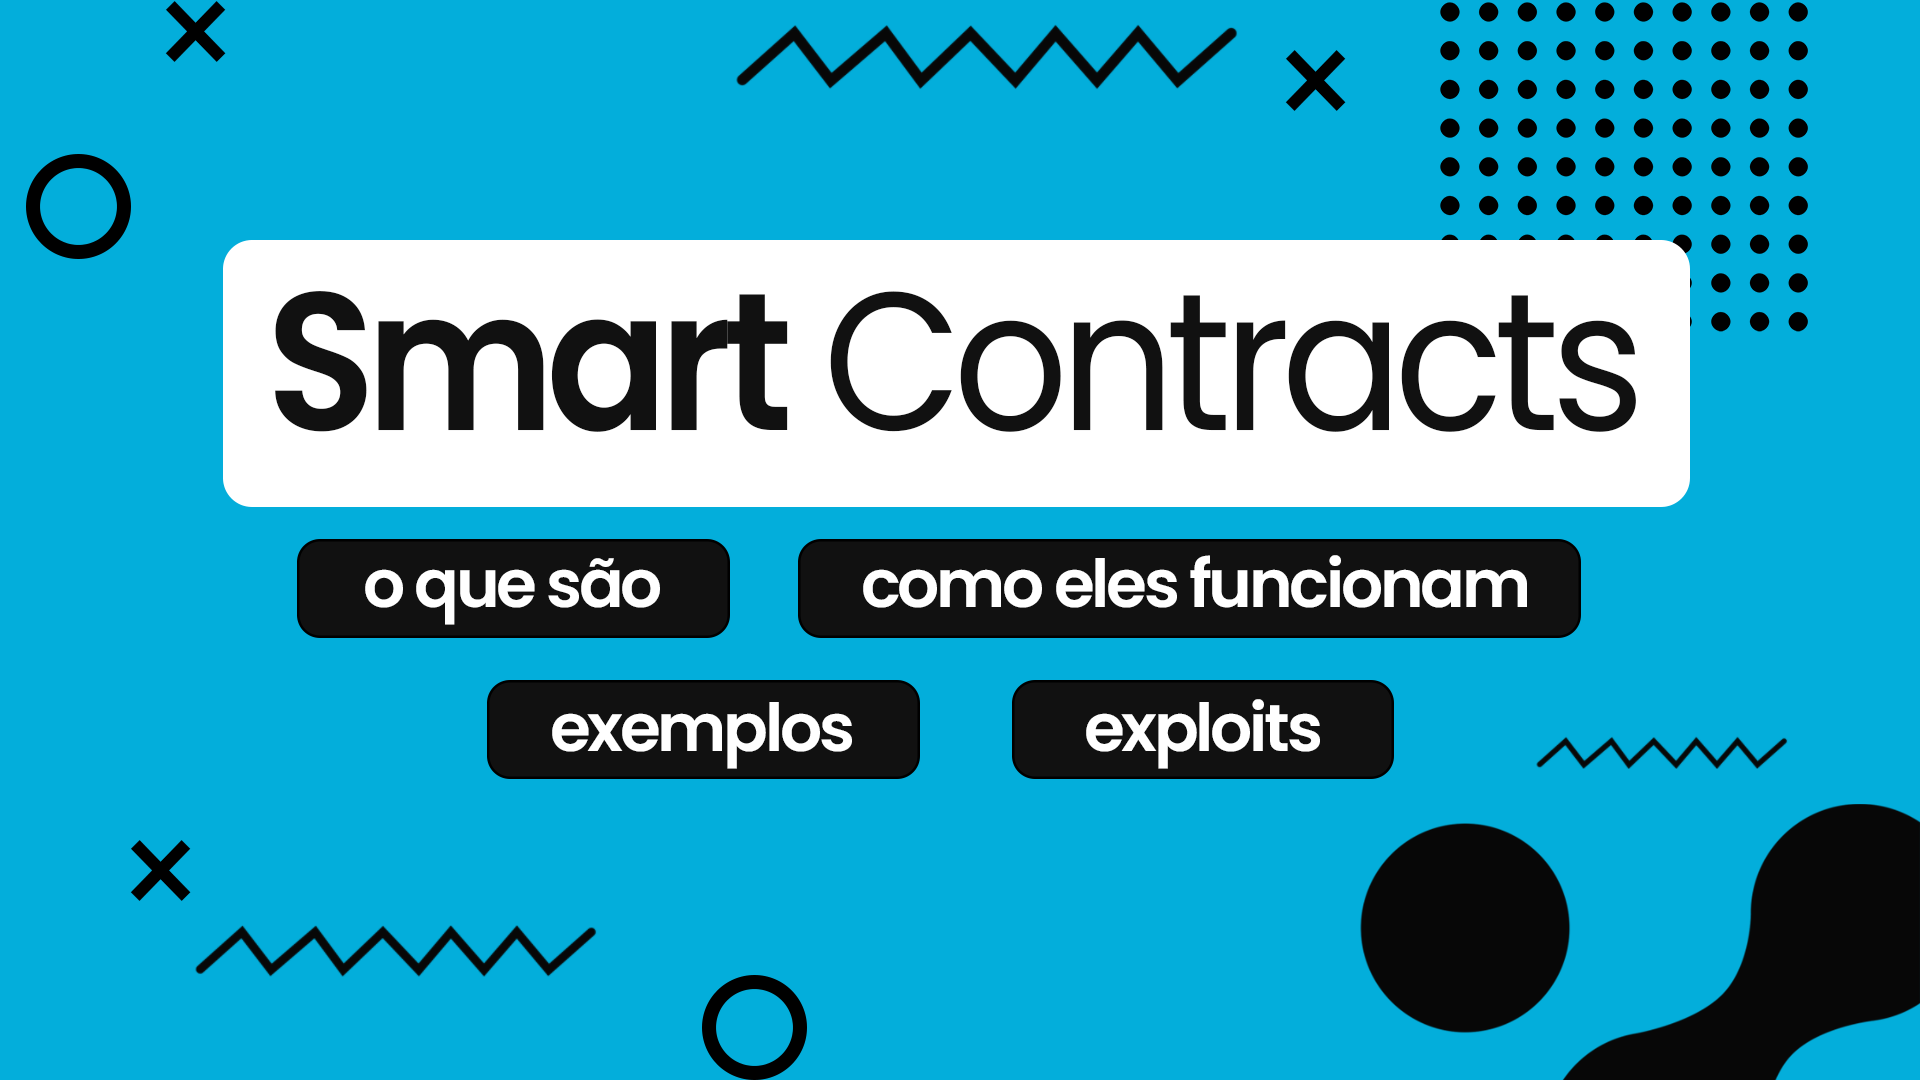 Smart Contracts
o que são
como eles funcionam
exemplos
exploits